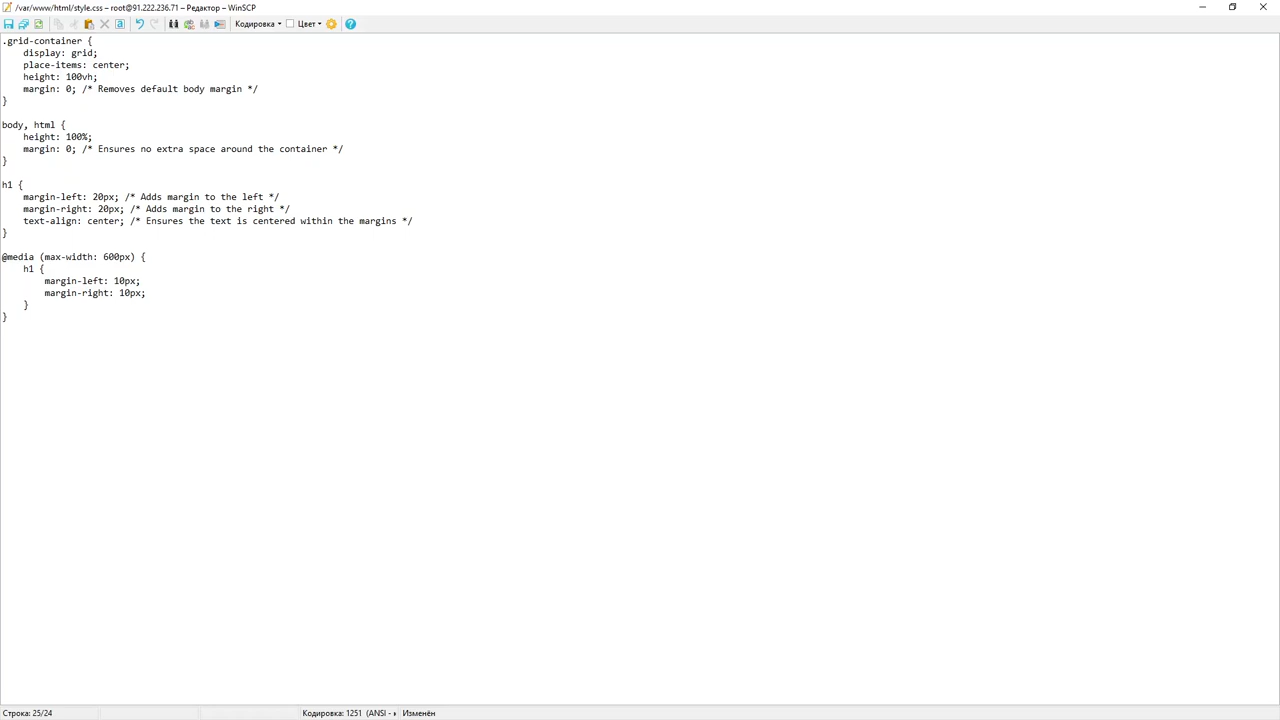 /var/www/html/style.css – root@91.222.236.71 – Редактор – WinSCP
Кодировка Цвет
.grid-container {
    display: grid;
    place-items: center;
    height: 100vh;
    margin: 0; /* Removes default body margin */
}
body, html {
    height: 100%;
    margin: 0; /* Ensures no extra space around the container */
}
h1 {
    margin-left: 20px; /* Adds margin to the left */
    margin-right: 20px; /* Adds margin to the right */
    text-align: center; /* Ensures the text is centered within the margins */
}
@media (max-width: 600px) {
    h1 {
        margin-left: 10px;
        margin-right: 10px;
    }
}
Строка: 25/24 Кодировка: 1251 (ANSI - Изменён